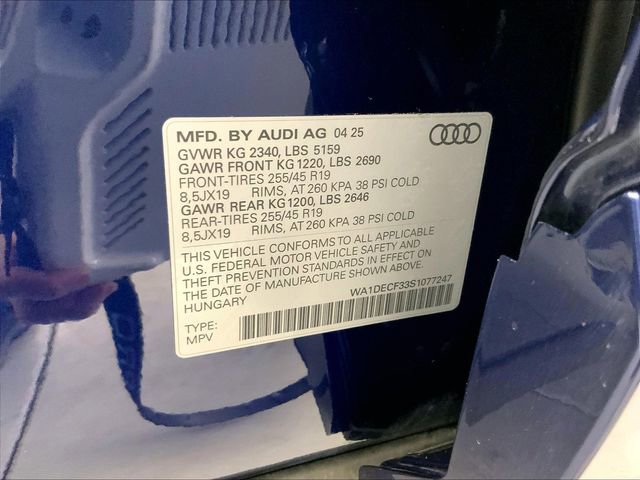 MFD. BY AUDI AG 04 25
GVWR KG 2340, LBS 5159
GAWR FRONT KG 1220, LBS 2690
FRONT-TIRES 255/45 R19
8,5JX19 RIMS, AT 260 KPA 38 PSI COLD
GAWR REAR KG 1200, LBS 2646
REAR-TIRES 255/45 R19
8,5JX19 RIMS, AT 260 KPA 38 PSI COLD
THIS VEHICLE CONFORMS TO ALL APPLICABLE
U.S. FEDERAL MOTOR VEHICLE SAFETY AND
THEFT PREVENTION STANDARDS IN EFFECT ON
THE DATE OF MANUFACTURE SHOWN ABOVE.
HUNGARY
WA1DECF33S1077247
TYPE:
MPV